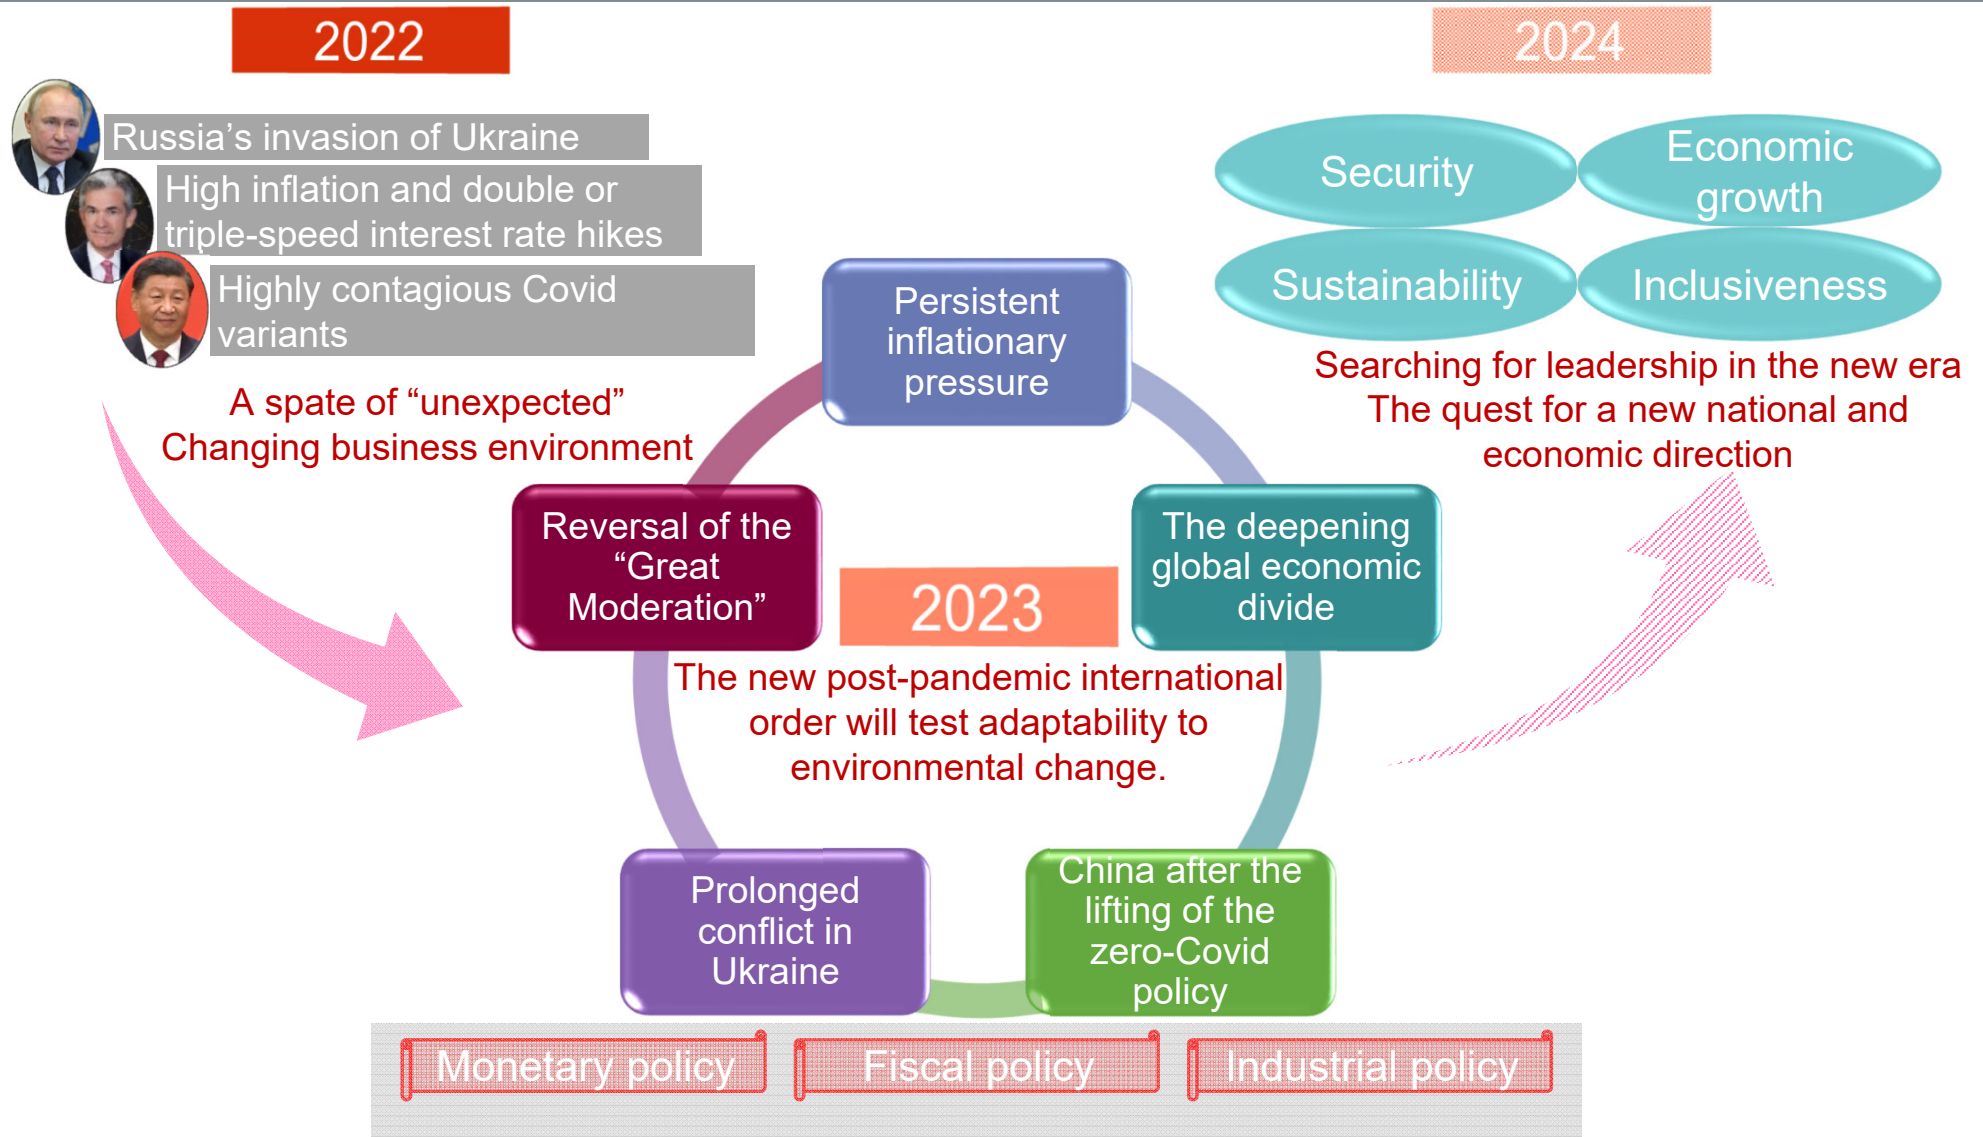 2022
Russia’s invasion of Ukraine
High inflation and double or
triple-speed interest rate hikes
Highly contagious Covid
variants
A spate of “unexpected”
Changing business environment
2024
Security
Economic
growth
Sustainability
Inclusiveness
Searching for leadership in the new era
The quest for a new national and
economic direction
Persistent
inflationary
pressure
Reversal of the
“Great
Moderation”
The deepening
global economic
divide
2023
The new post-pandemic international
order will test adaptability to
environmental change.
Prolonged
conflict in
Ukraine
China after the
lifting of the
zero-Covid
policy
Monetary policy
Fiscal policy
Industrial policy